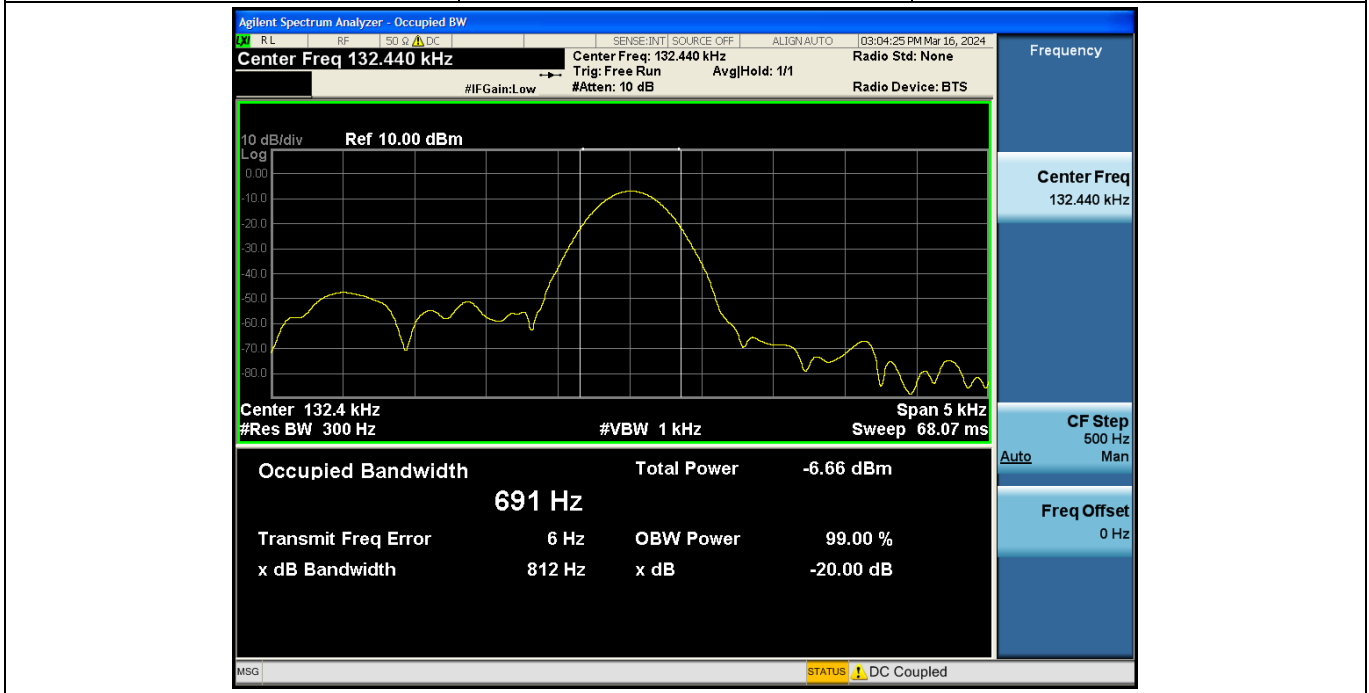 Agilent Spectrum Analyzer - Occupied BW
LXI RL RF 50 Ω DC SENSE:INT SOURCE OFF ALIGN AUTO 03:04:25 PM Mar 16, 2024
Center Freq 132.440 kHz Center Freq: 132.440 kHz Radio Std: None Frequency
Trig: Free Run Avg|Hold: 1/1
#IFGain:Low #Atten: 10 dB Radio Device: BTS
10 dB/div Ref 10.00 dBm
Log
0.00
-10.0
-20.0
-30.0
-40.0
-50.0
-60.0
-70.0
-80.0
Center 132.4 kHz Span 5 kHz
#Res BW 300 Hz #VBW 1 kHz Sweep 68.07 ms
Occupied Bandwidth Total Power -6.66 dBm
691 Hz
Transmit Freq Error 6 Hz OBW Power 99.00 %
x dB Bandwidth 812 Hz x dB -20.00 dB
Center Freq
132.440 kHz
CF Step
500 Hz
Auto Man
Freq Offset
0 Hz
MSG STATUS DC Coupled